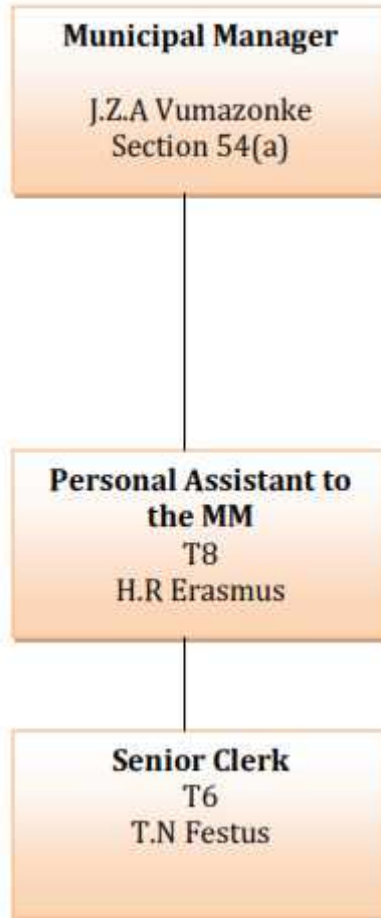 Municipal Manager
J.Z.A Vumazonke
Section 54(a)
Personal Assistant to
the MM
T8
H.R Erasmus
Senior Clerk
T6
T.N Festus